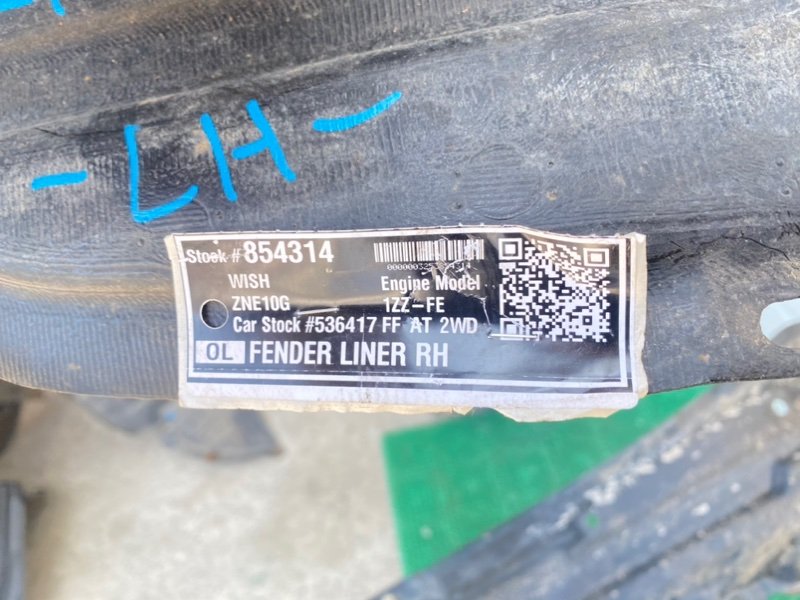 -LH-
Stock #854314
0000003254314
WISH
Engine Model
ZNE10G
1ZZ-FE
Car Stock #536417 FF AT 2WD
OL FENDER LINER RH